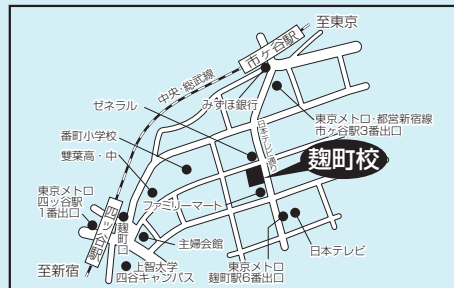 至東京
市ヶ谷駅
中央・総武線
ゼネラル
みずほ銀行
日本テレビ通り
東京メトロ・都営新宿線
市ヶ谷駅3番出口
番町小学校
雙葉高・中
麹町校
東京メトロ
四ッ谷駅
1番出口
四ッ谷駅
麹町口
ファミリーマート
主婦会館
上智大学
四谷キャンパス
至新宿
東京メトロ
麹町駅6番出口
日本テレビ